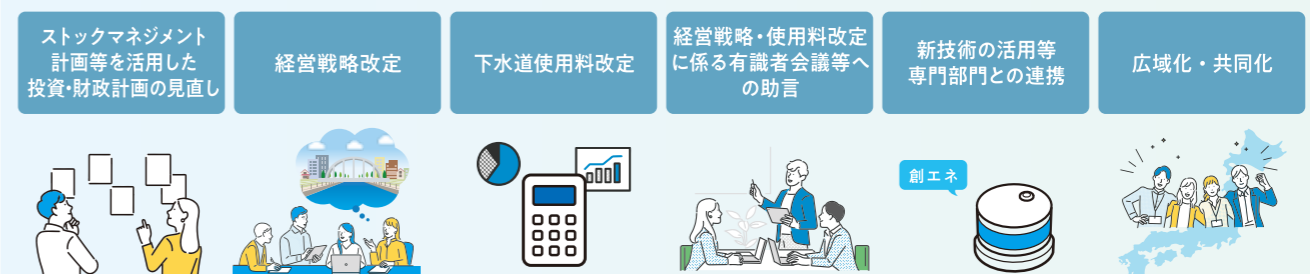 ストックマネジメント
計画等を活用した
投資・財政計画の見直し
経営戦略改定
下水道使用料改定
経営戦略・使用料改定
に係る有識者会議等へ
の助言
新技術の活用等
専門部門との連携
広域化・共同化
創エネ